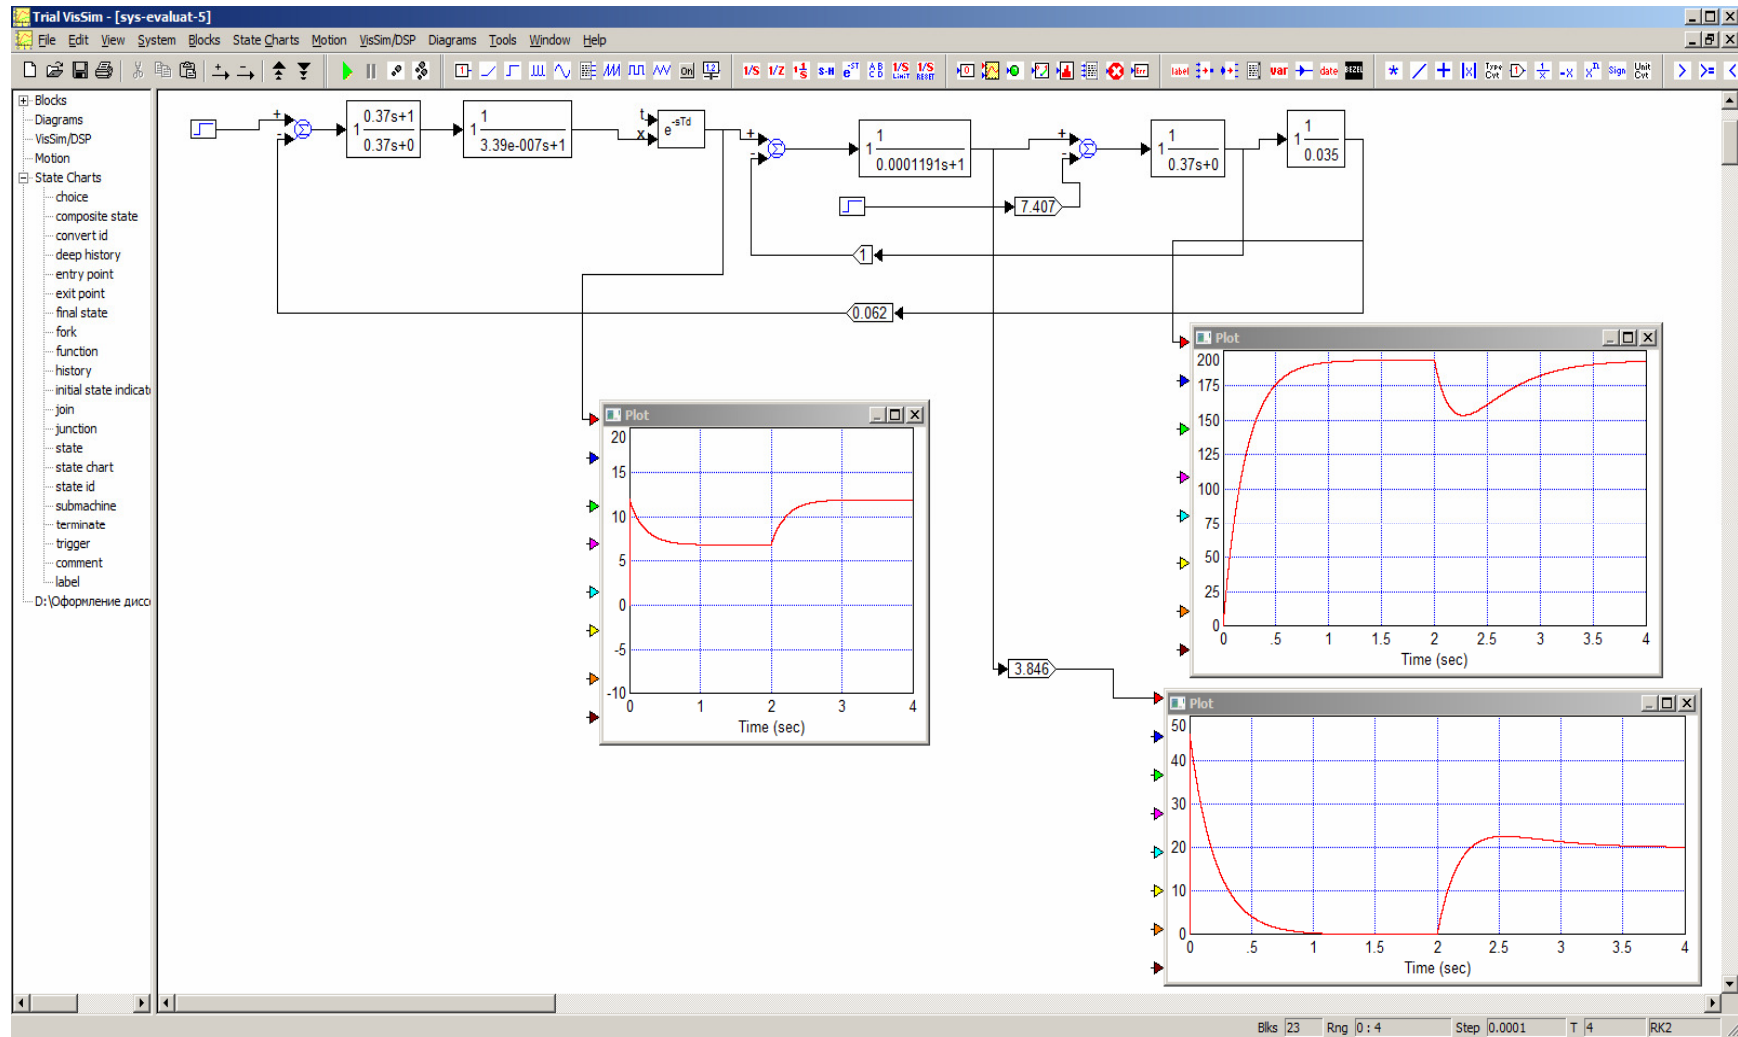 Trial VisSim - [sys-evaluat-5]
File Edit View System Blocks State Charts Motion VisSim/DSP Diagrams Tools Window Help
Blocks
Diagrams
VisSim/DSP
Motion
State Charts
choice
composite state
convert id
deep history
entry point
exit point
final state
fork
function
history
initial state indicato
join
junction
state
state chart
state id
submachine
terminate
trigger
comment
label
D:\Оформление диссе
+
-
1 0.37s+1
0.37s+0
1 1
3.39e-007s+1
t
x
e-sTd
+
-
1 1
0.0001191s+1
+
-
1 1
0.37s+0
1 1
0.035
7.407
1
0.062
3.846
Plot
200
175
150
125
100
75
50
25
0
0 .5 1 1.5 2 2.5 3 3.5 4
Time (sec)
Plot
20
15
10
5
0
-5
-10
0 1 2 3 4
Time (sec)
Plot
50
40
30
20
10
0
0 .5 1 1.5 2 2.5 3 3.5 4
Time (sec)
Blks 23 Rng 0 : 4 Step 0.0001 T 4 RK2